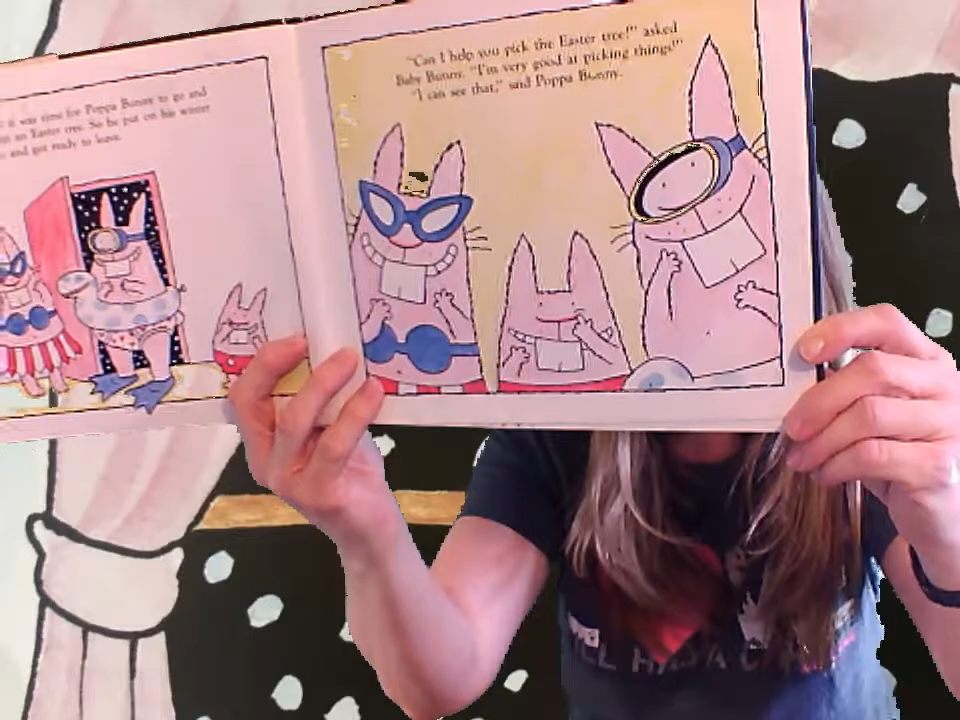 it was time for Poppa Bunny to go and
an Easter tree. So he put on his winter
and got ready to leave.
"Can I help you pick the Easter tree?" asked
Baby Bunny. "I'm very good at picking things!"
"I can see that," said Poppa Bunny.
HAD A